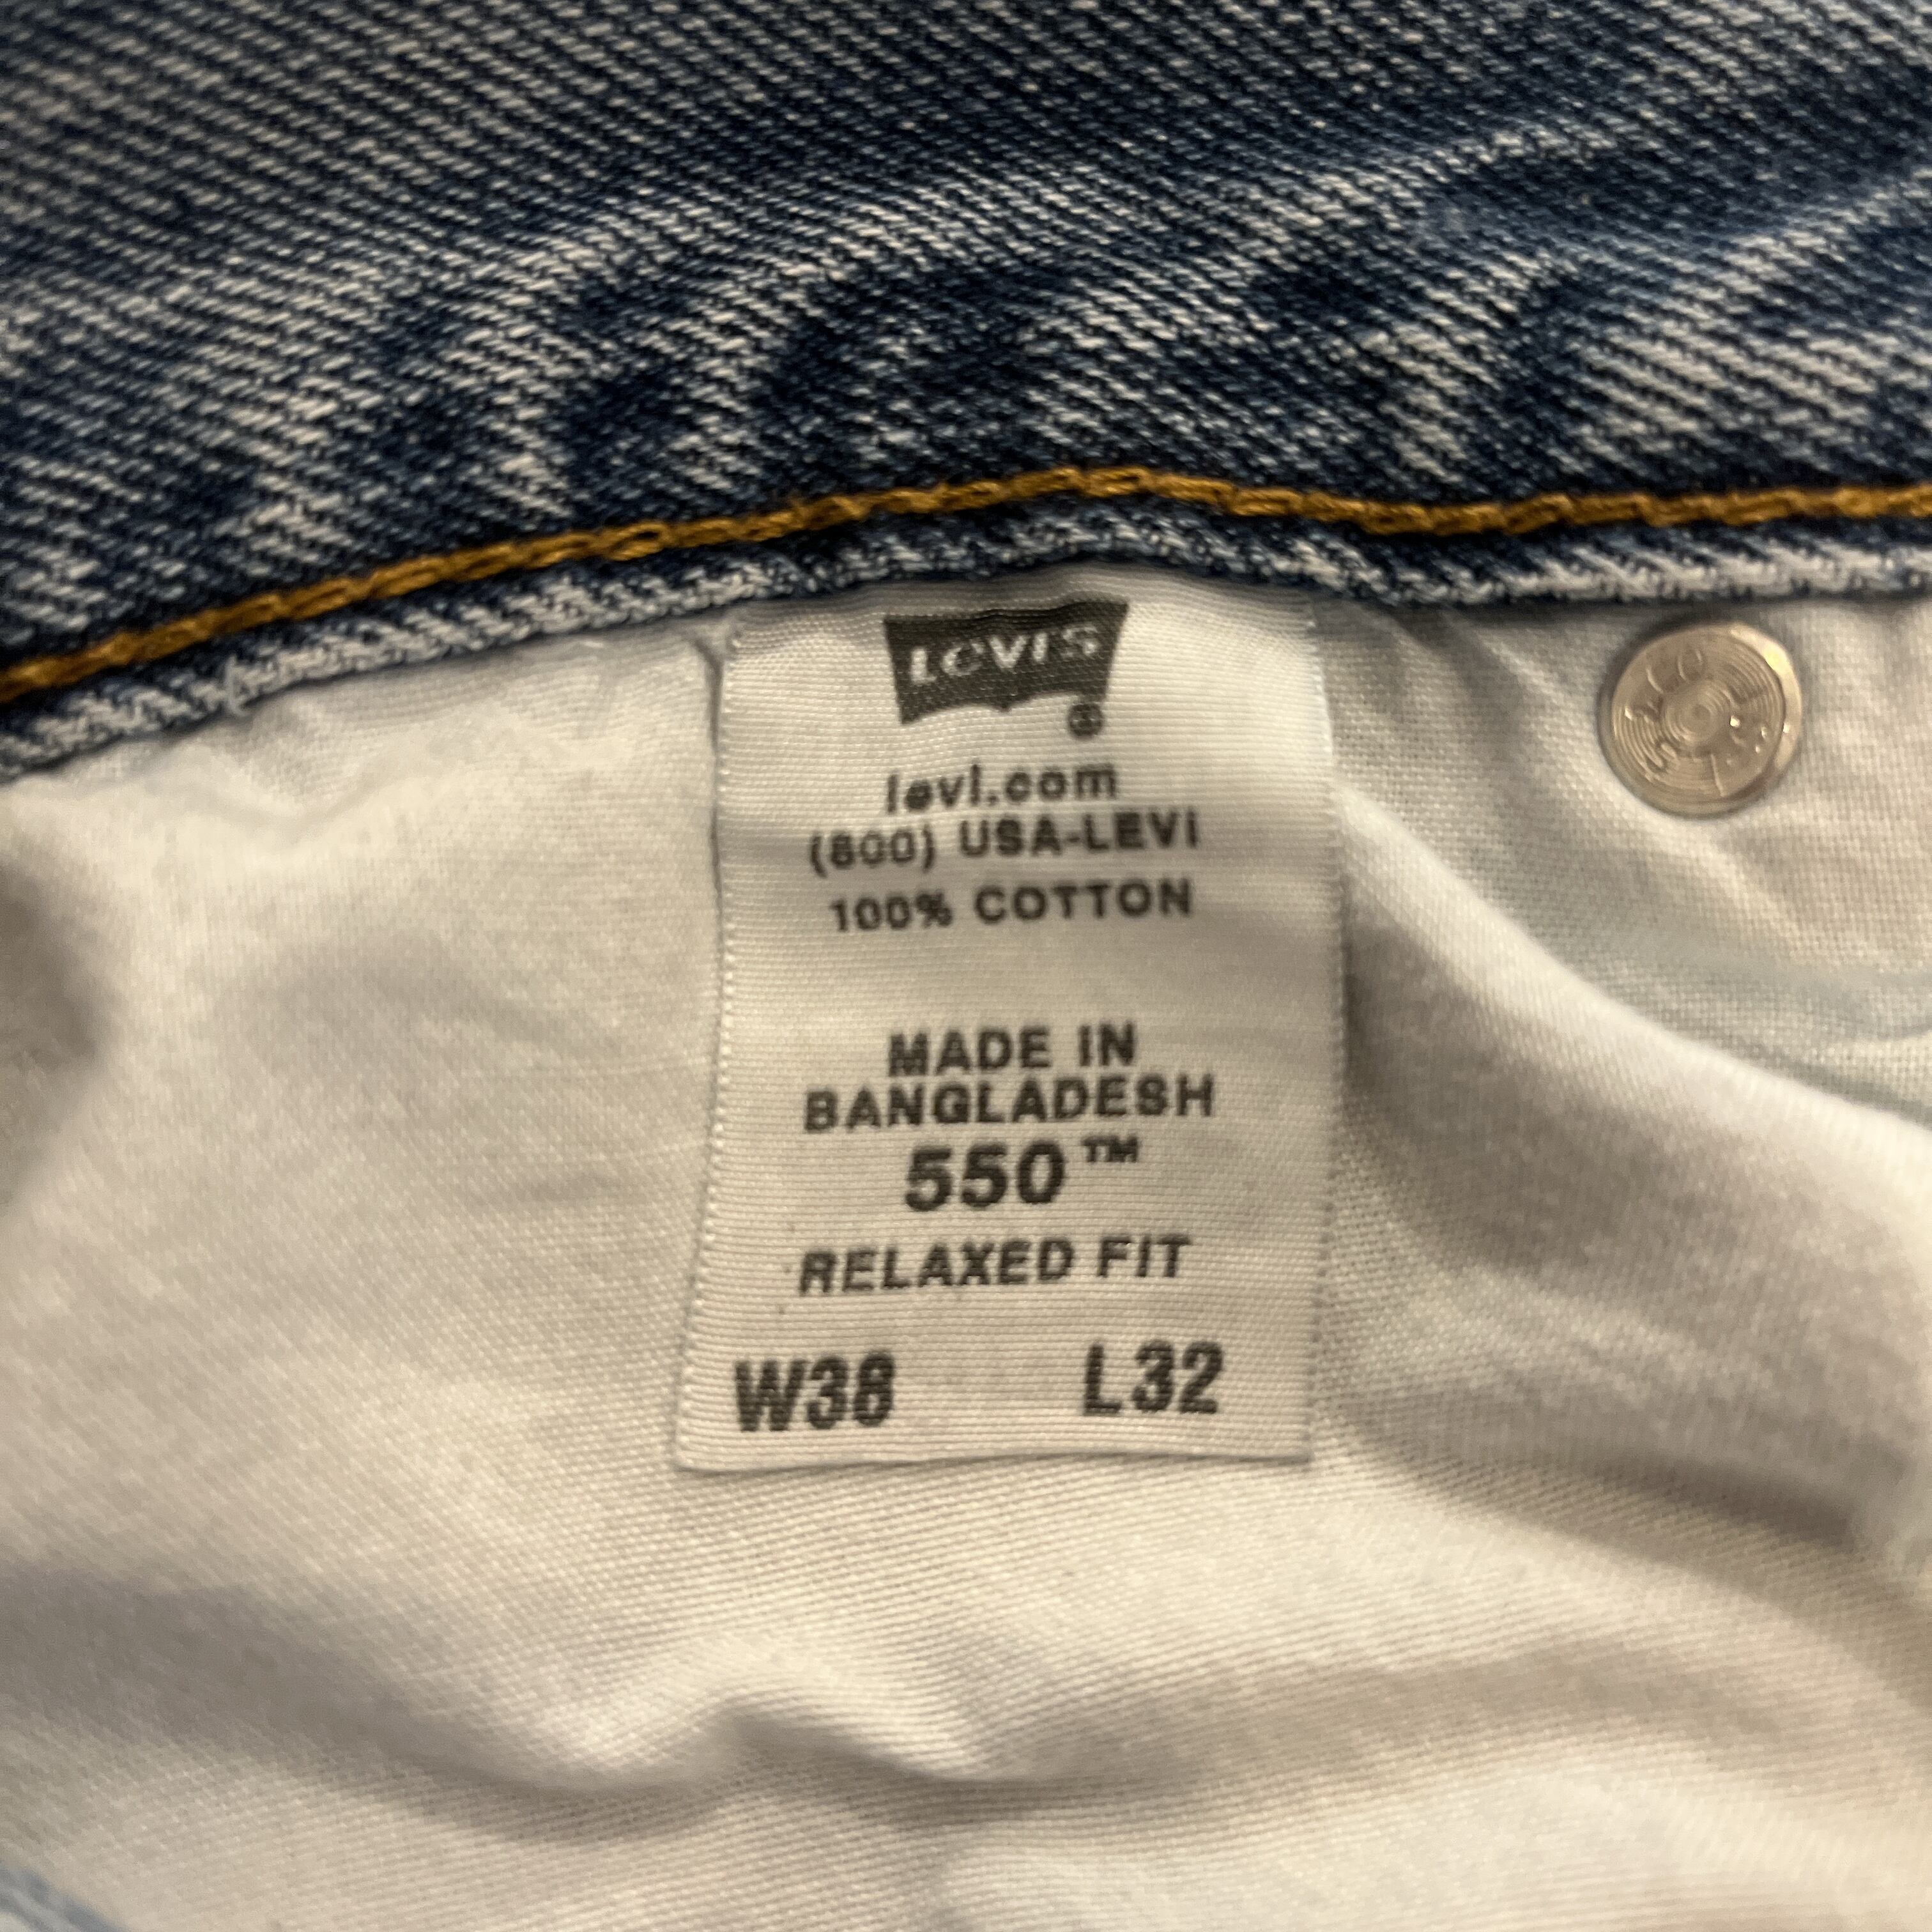 Levi's
®
levi.com
(800) USA-LEVI
100% COTTON
MADE IN
BANGLADESH
550™
RELAXED FIT
W38 L32